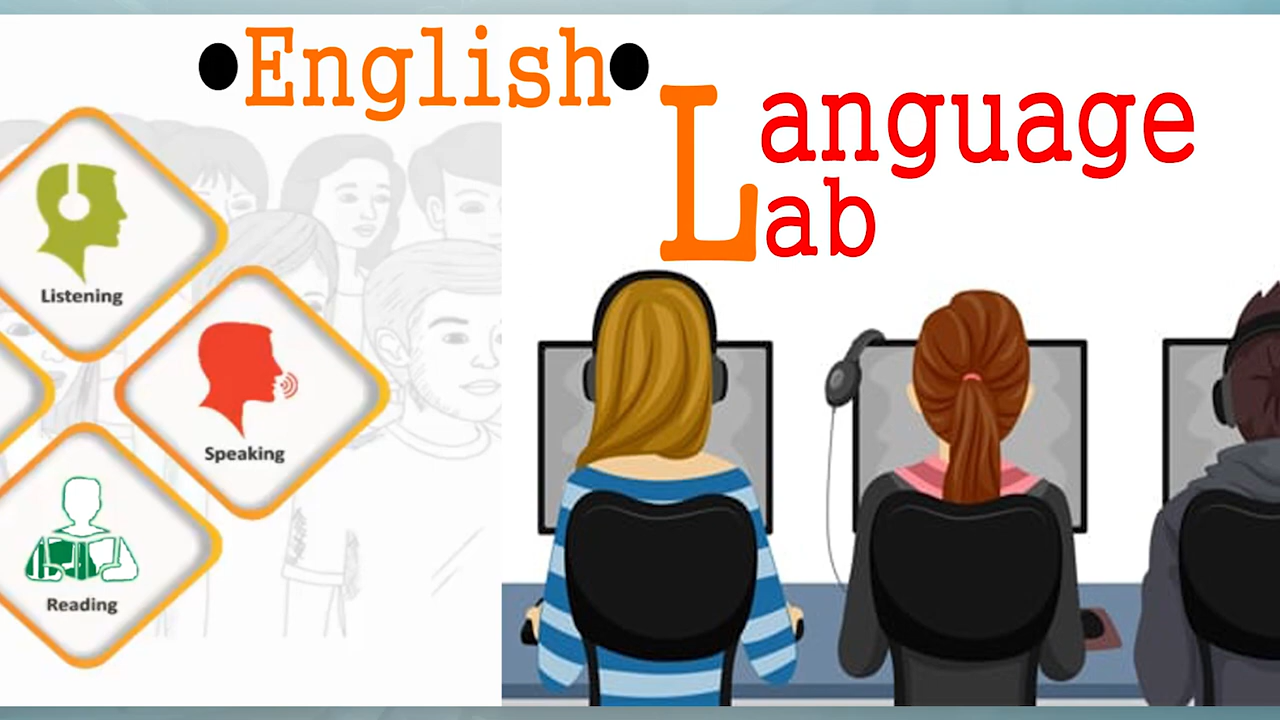 •English•
Language
Lab
Listening
Speaking
Reading